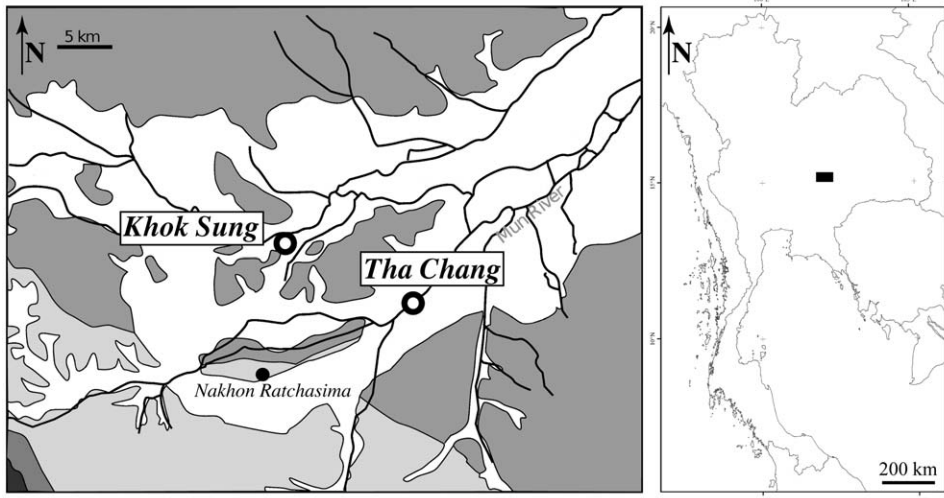 5 km
N
Khok Sung
Tha Chang
Mun River
Nakhon Ratchasima
N
200 km